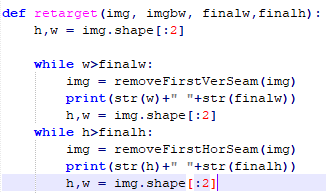 def retarget(img, imgbw, finalw,finalh):
h,w = img.shape[:2]
while w>finalw:
img = removeFirstVerSeam(img)
print(str(w)+" "+str(finalw))
h,w = img.shape[:2]
while h>finalh:
img = removeFirstHorSeam(img)
print(str(h)+" "+str(finalh))
h,w = img.shape[:2]